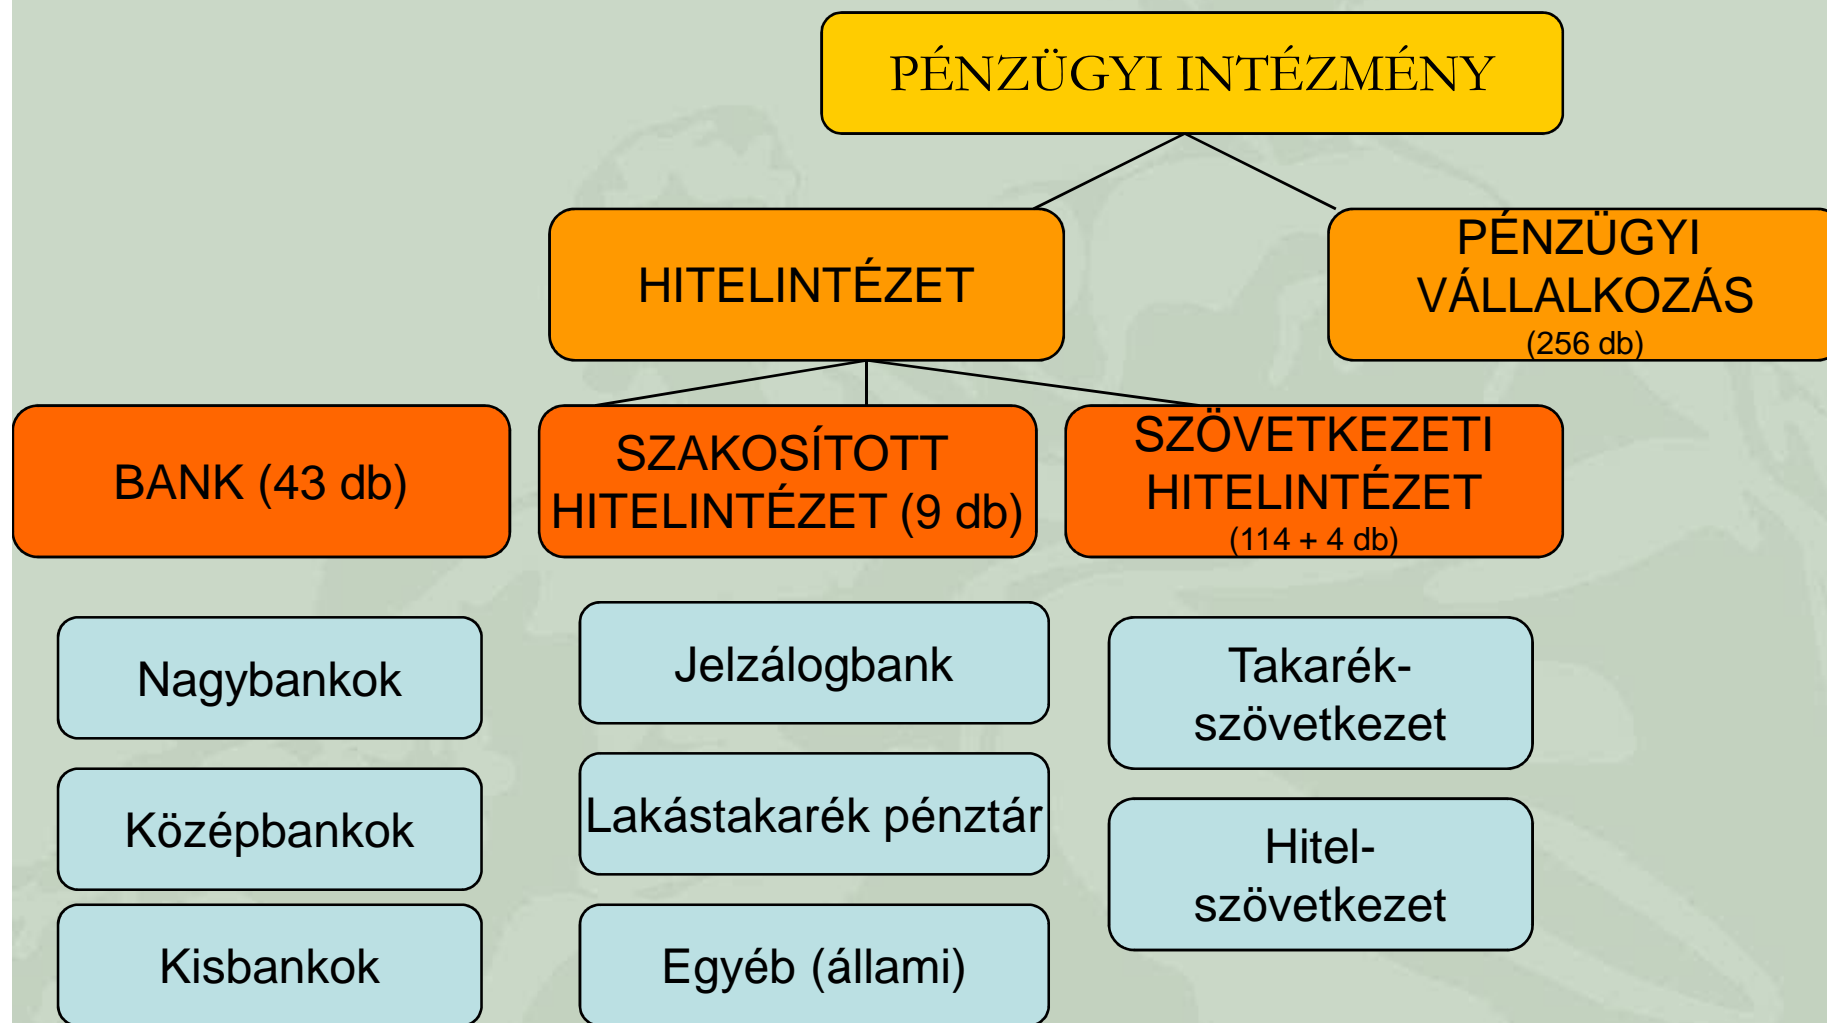 PÉNZÜGYI INTÉZMÉNY
HITELINTÉZET
PÉNZÜGYI
VÁLLALKOZÁS
(256 db)
BANK (43 db)
SZAKOSÍTOTT
HITELINTÉZET (9 db)
SZÖVETKEZETI
HITELINTÉZET
(114 + 4 db)
Nagybankok
Középbankok
Kisbankok
Jelzálogbank
Lakástakarék pénztár
Egyéb (állami)
Takarék-
szövetkezet
Hitel-
szövetkezet